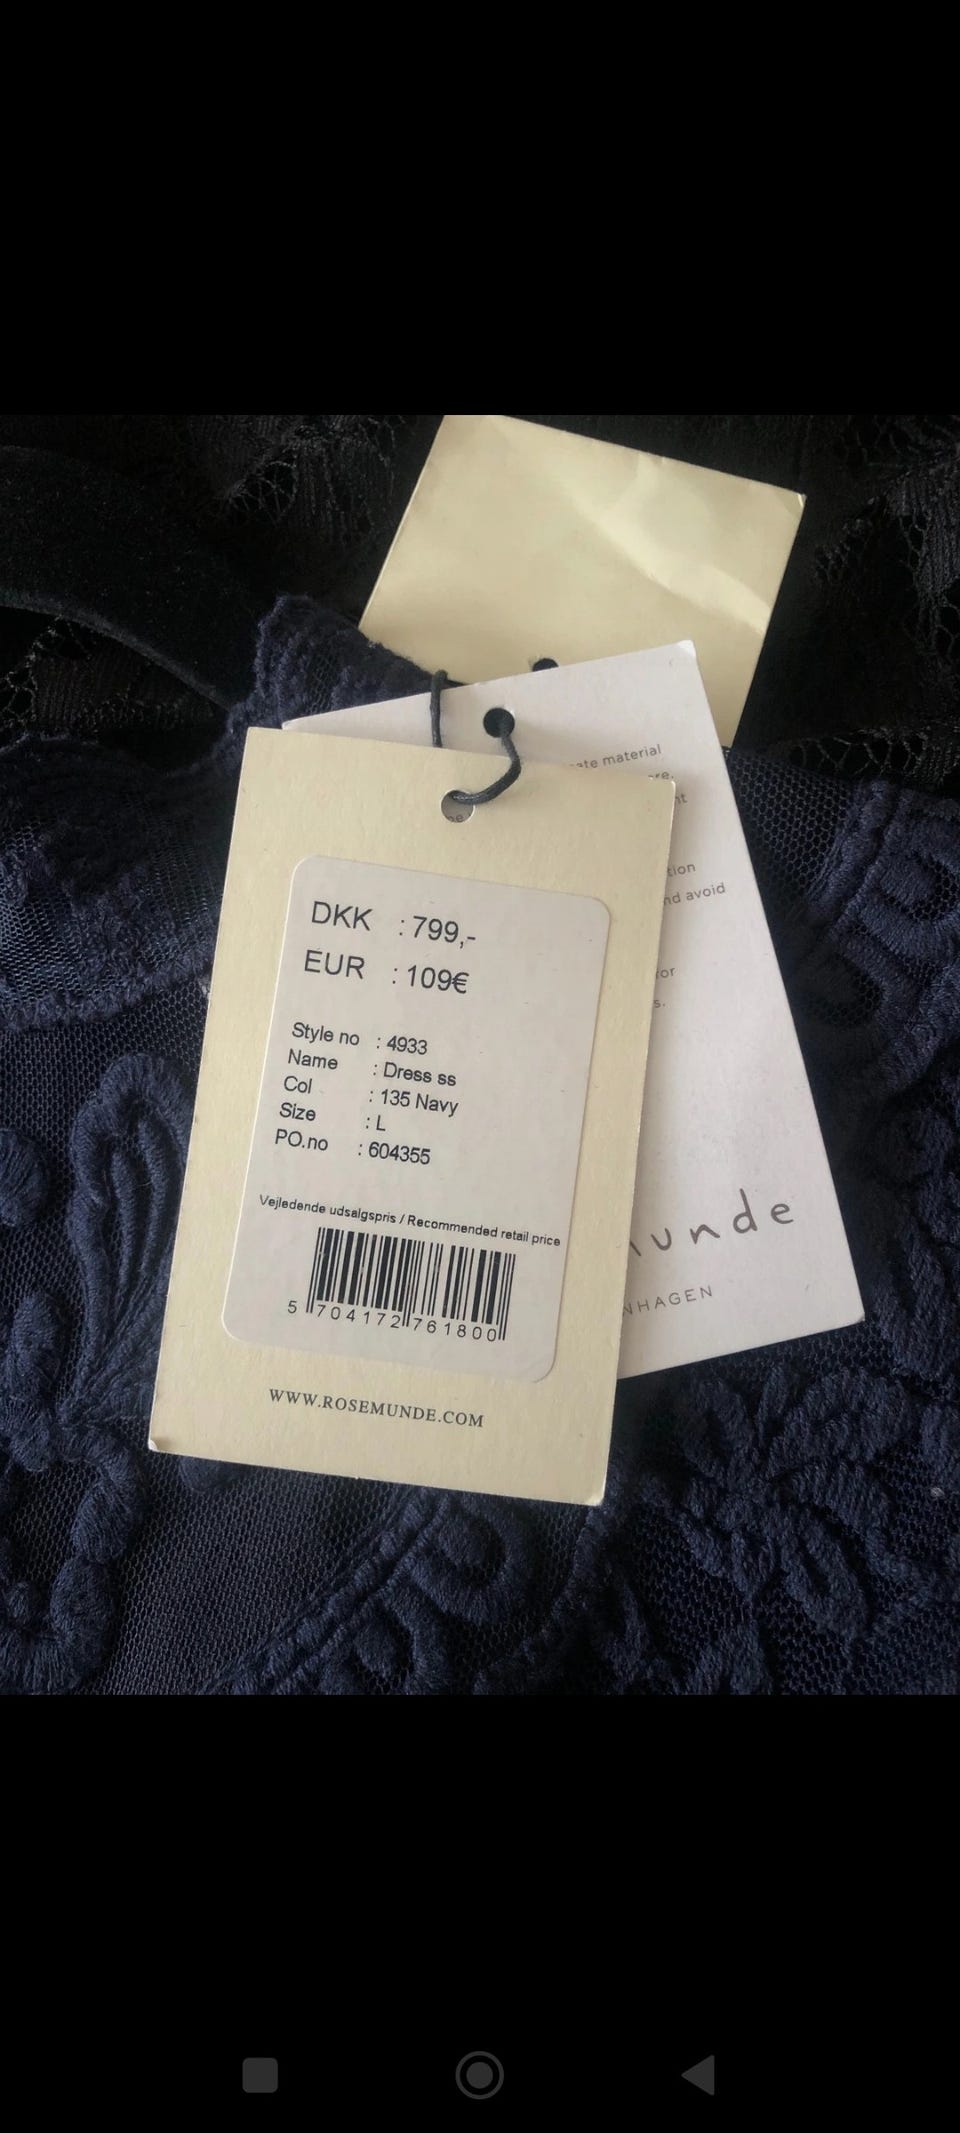 ate material
re.
nt
tion
nd avoid
or
s.
unde
NHAGEN
DKK : 799,-
EUR : 109€
Style no : 4933
Name : Dress ss
Col : 135 Navy
Size : L
PO.no : 604355
Vejledende udsalgspris / Recommended retail price
5 704172 761800
WWW.ROSEMUNDE.COM